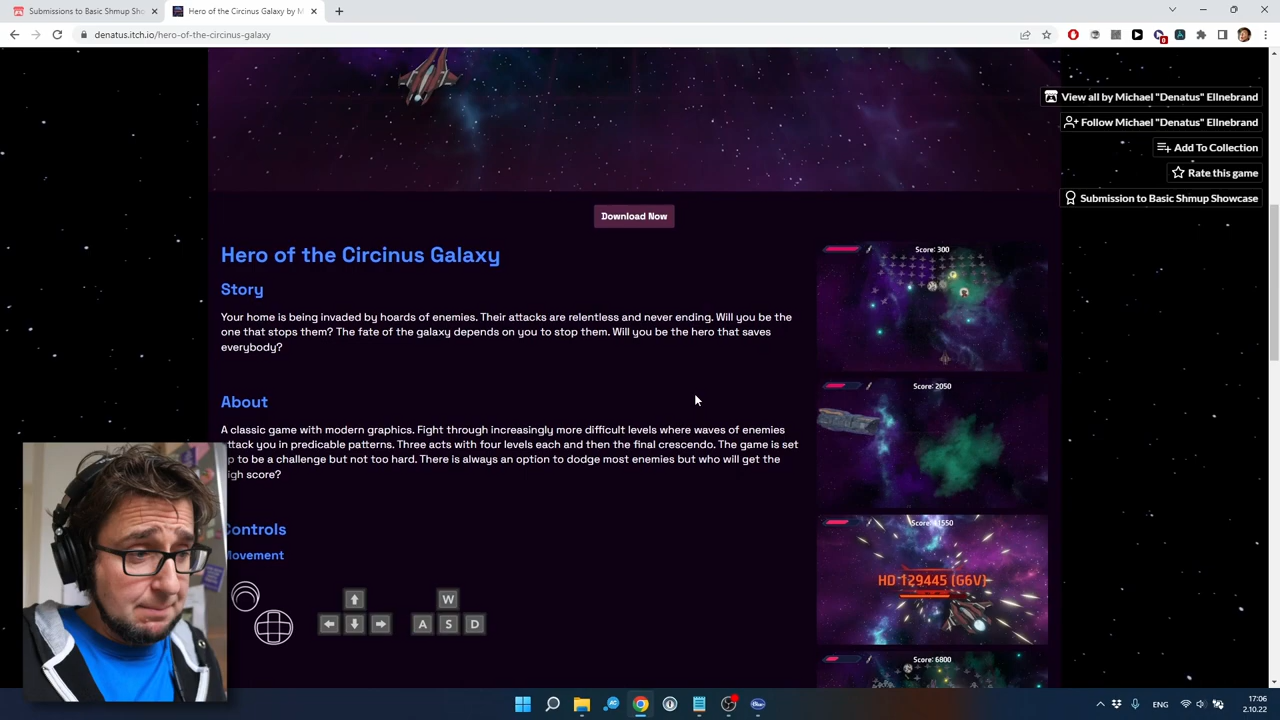 Submissions to Basic Shmup Sho
Hero of the Circinus Galaxy by M
denatus.itch.io/hero-of-the-circinus-galaxy
View all by Michael "Denatus" Ellnebrand
Follow Michael "Denatus" Ellnebrand
Add To Collection
Rate this game
Submission to Basic Shmup Showcase
Download Now
Hero of the Circinus Galaxy
Story
Your home is being invaded by hoards of enemies. Their attacks are relentless and never ending. Will you be the
one that stops them? The fate of the galaxy depends on you to stop them. Will you be the hero that saves
everybody?
About
A classic game with modern graphics. Fight through increasingly more difficult levels where waves of enemies
attack you in predicable patterns. Three acts with four levels each and then the final crescendo. The game is set
up to be a challenge but not too hard. There is always an option to dodge most enemies but who will get the
high score?
Controls
Movement
W
A S D
Score: 300
Score: 2050
Score: 11550
HD 129445 (G6V)
Score: 6800
ENG
17:06
2.10.22